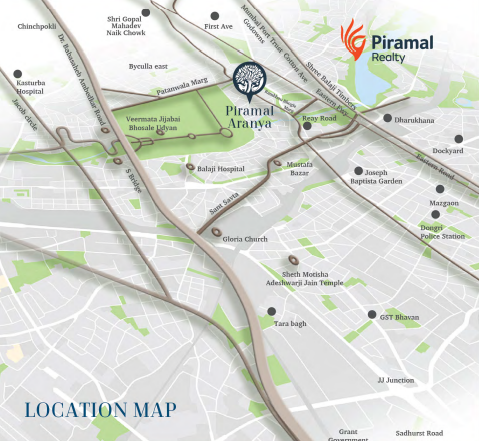 Chinchpokli
Shri Gopal
Mahadev
Naik Chowk
First Ave
Mumbai Port Trust
Godowns
Cotton Ave
Piramal
Realty
Kasturba
Hospital
Dr. Babasaheb Ambedkar Road
Byculla east
Patanwala Marg
Shree Balaji Timbers
Eastern Fwy
Jacob circle
Veermata Jijabai
Bhosale Udyan
Piramal
Aranya
Reay Road
Dharukhana
Dockyard
Eastern Road
S Bridge
Balaji Hospital
Mustafa
Bazar
Joseph
Baptista Garden
Mazgaon
Sant Savta
Dongri
Police Station
Gloria Church
Sheth Motisha
Adeshwarji Jain Temple
Tara bagh
GST Bhavan
JJ Junction
LOCATION MAP
Grant
Government
Sadhurst Road